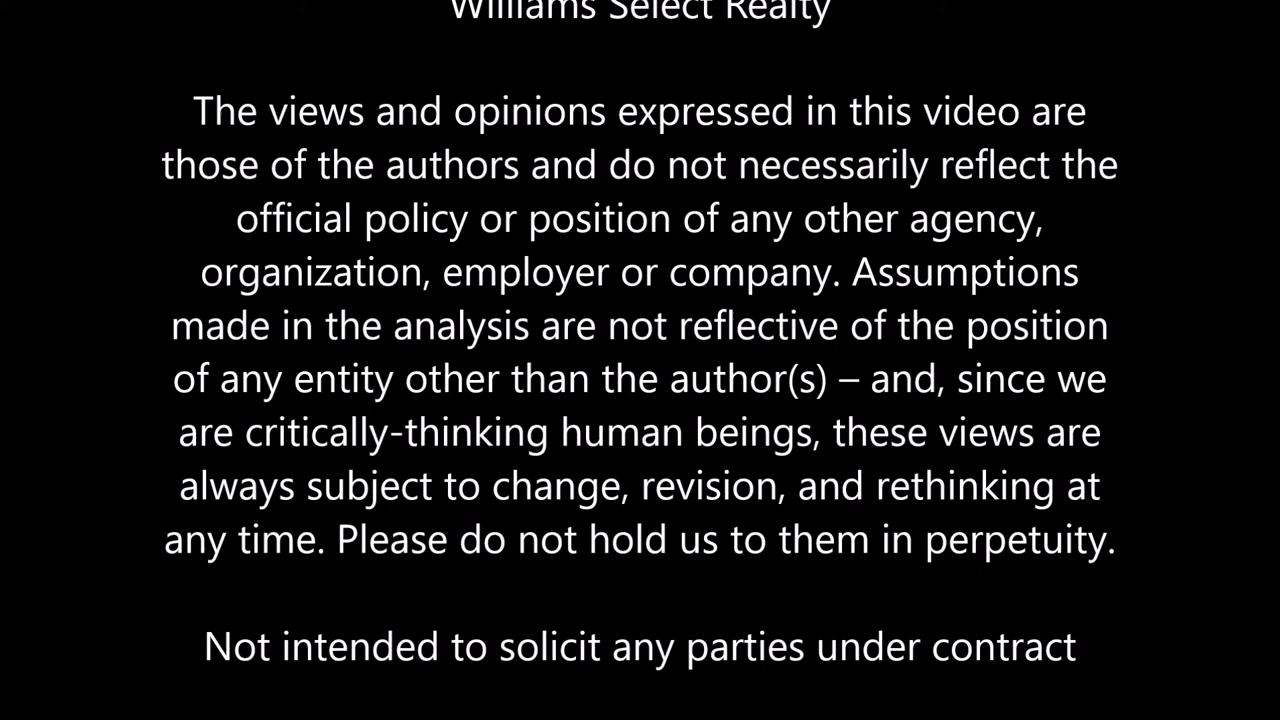 Williams Select Realty
The views and opinions expressed in this video are
those of the authors and do not necessarily reflect the
official policy or position of any other agency,
organization, employer or company. Assumptions
made in the analysis are not reflective of the position
of any entity other than the author(s) – and, since we
are critically-thinking human beings, these views are
always subject to change, revision, and rethinking at
any time. Please do not hold us to them in perpetuity.
Not intended to solicit any parties under contract